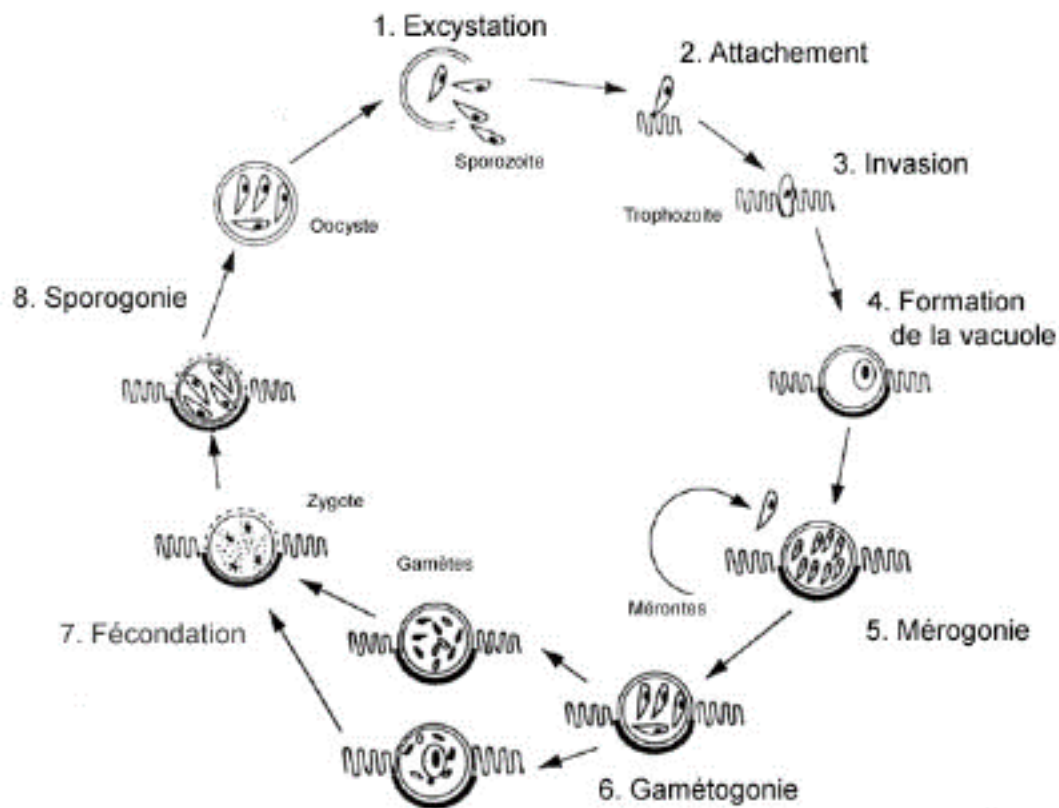 1. Excystation
2. Attachement
Sporozoite
3. Invasion
Trophozoite
Oocyste
8. Sporogonie
4. Formation
de la vacuole
Zygote
Gamètes
Mérontes
7. Fécondation
5. Mérogonie
6. Gamétogonie